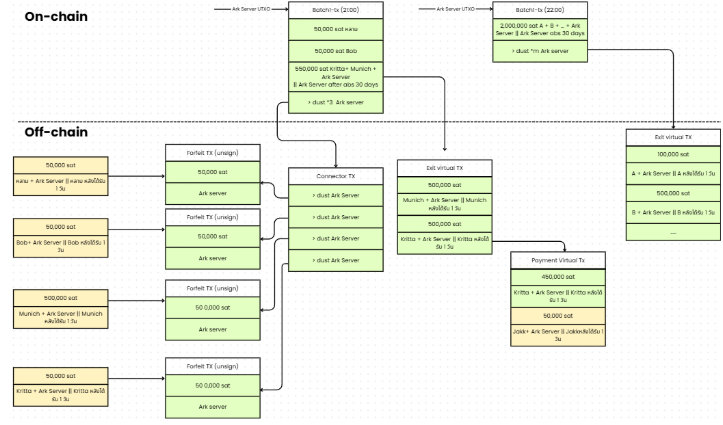 On-chain
Ark Server UTXO
Batch1-tx (21:00)
50,000 sat หลาน
50,000 sat Bob
550,000 sat Kritta+ Munich +
Ark Server
|| Ark Server after abs 30 days
> dust *3 Ark server
Ark Server UTXO
Batch1-tx (22:00)
2,000,000 sat A + B + .. + Ark
Server || Ark Server abs 30 days
> dust *m Ark server
Off-chain
50,000 sat
หลาน + Ark Server || หลาน หลังได้รับ
1 วัน
50,000 sat
Bob+ Ark Server || Bob หลังได้รับ 1
วัน
500,000 sat
Munich + Ark Server || Munich
หลังได้รับ 1 วัน
50,000 sat
Kritta + Ark Server || Kritta หลังได้
รับ 1 วัน
Forfeit TX (unsign)
50,000 sat
Ark server
Forfeit TX (unsign)
50,000 sat
Ark server
Forfeit TX (unsign)
50 0,000 sat
Ark server
Forfeit TX (unsign)
50 0,000 sat
Ark server
Connector TX
> dust Ark Server
> dust Ark Server
> dust Ark Server
> dust Ark Server
Exit virtual TX
500,000 sat
Munich + Ark Server || Munich
หลังได้รับ 1 วัน
500,000 sat
Kritta + Ark Server || Kritta หลังได้
รับ 1 วัน
Payment Virtual Tx
450,000 sat
Kritta + Ark Server || Kritta หลังได้
รับ 1 วัน
50,000 sat
Jakk+ Ark Server || Jakkหลังได้รับ 1
วัน
Exit virtual TX
100,000 sat
A + Ark Server || A หลังได้รับ 1 วัน
500,000 sat
B + Ark Server || B หลังได้รับ 1 วัน
....